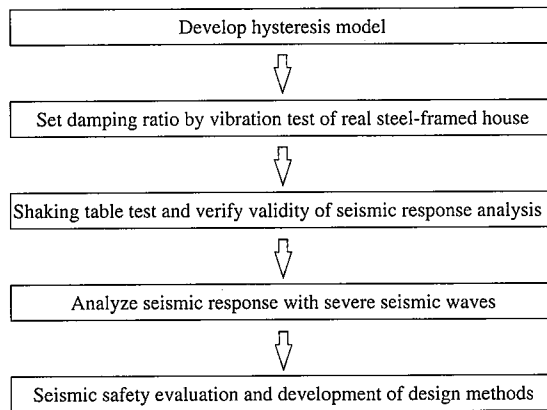 Develop hysteresis model
Set damping ratio by vibration test of real steel-framed house
Shaking table test and verify validity of seismic response analysis
Analyze seismic response with severe seismic waves
Seismic safety evaluation and development of design methods